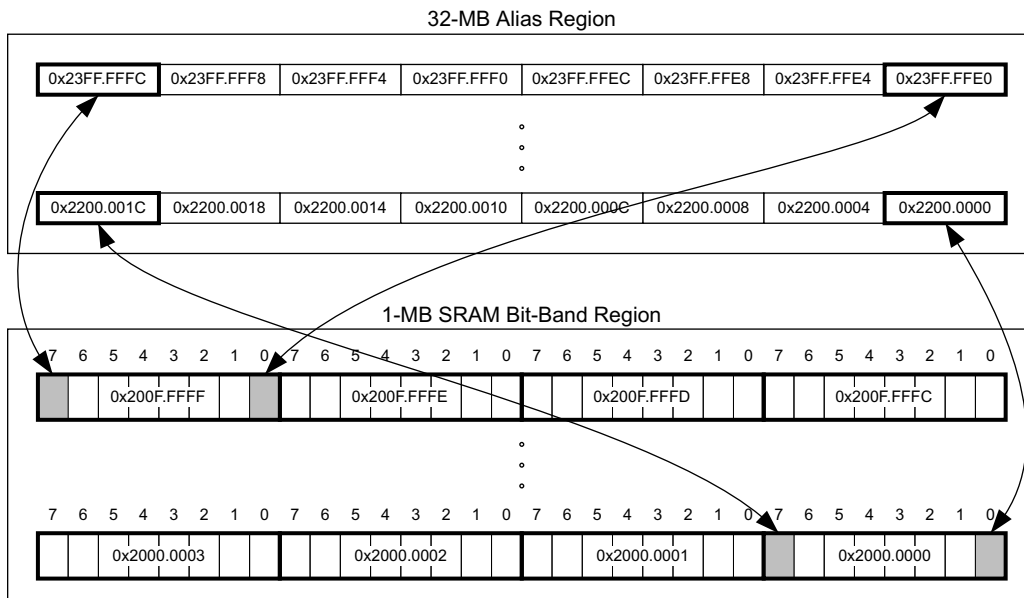 32-MB Alias Region
0x23FF.FFFC 0x23FF.FFF8 0x23FF.FFF4 0x23FF.FFF0 0x23FF.FFEC 0x23FF.FFE8 0x23FF.FFE4 0x23FF.FFE0
0x2200.001C 0x2200.0018 0x2200.0014 0x2200.0010 0x2200.000C 0x2200.0008 0x2200.0004 0x2200.0000
1-MB SRAM Bit-Band Region
7 6 5 4 3 2 1 0 7 6 5 4 3 2 1 0 7 6 5 4 3 2 1 0 7 6 5 4 3 2 1 0
0x200F.FFFF 0x200F.FFFE 0x200F.FFFD 0x200F.FFFC
7 6 5 4 3 2 1 0 7 6 5 4 3 2 1 0 7 6 5 4 3 2 1 0 7 6 5 4 3 2 1 0
0x2000.0003 0x2000.0002 0x2000.0001 0x2000.0000